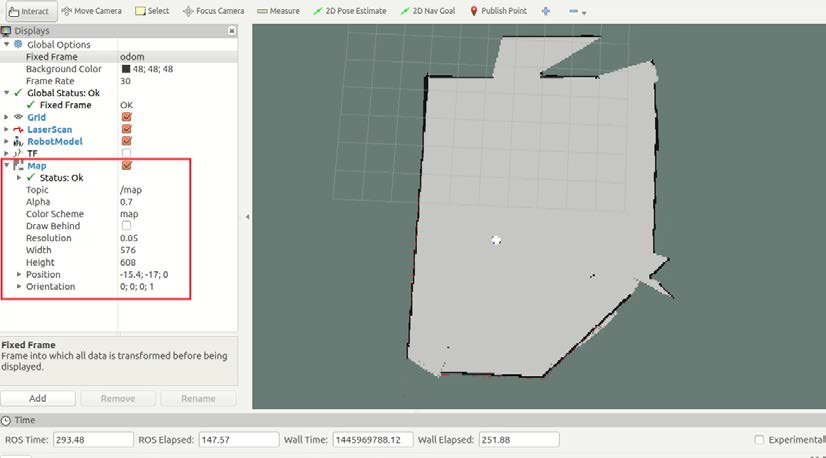 Interact Move Camera Select Focus Camera Measure 2D Pose Estimate 2D Nav Goal Publish Point
Displays
Global Options
Fixed Frame odom
Background Color 48; 48; 48
Frame Rate 30
Global Status: Ok
Fixed Frame OK
Grid
LaserScan
RobotModel
TF
Map
Status: Ok
Topic /map
Alpha 0.7
Color Scheme map
Draw Behind
Resolution 0.05
Width 576
Height 608
Position -15.4; -17; 0
Orientation 0; 0; 0; 1
Fixed Frame
Frame into which all data is transformed before being
displayed.
Add Remove Rename
Time
ROS Time: 293.48 ROS Elapsed: 147.57 Wall Time: 1445969788.12 Wall Elapsed: 251.88 Experimental